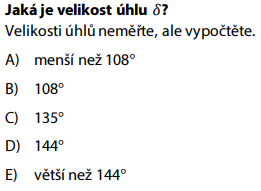 Jaká je velikost úhlu δ?
Velikosti úhlů neměřte, ale vypočtěte.
A) menší než 108°
B) 108°
C) 135°
D) 144°
E) větší než 144°